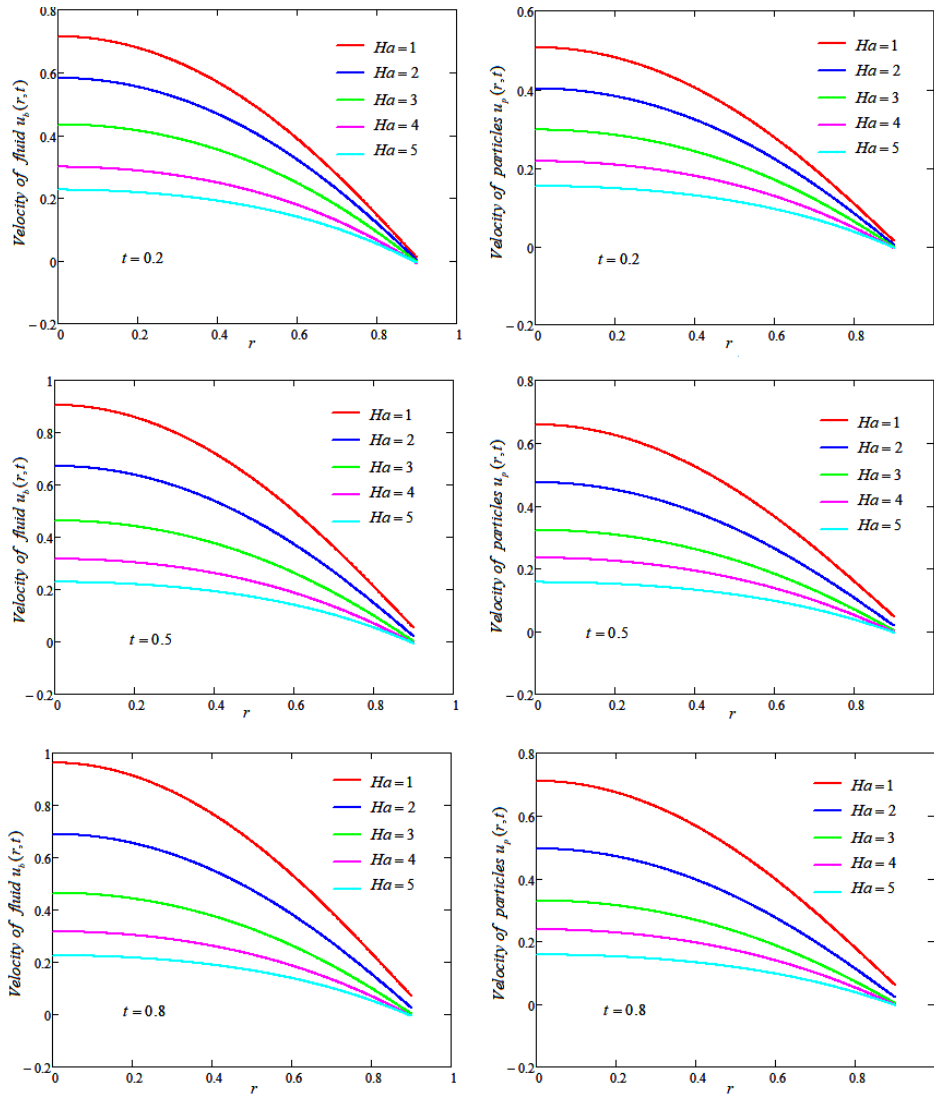 Velocity of fluid u_b(r,t)
0.8
0.6
0.4
0.2
0
−0.2
0
0.2
0.4
0.6
0.8
1
r
Ha=1
Ha=2
Ha=3
Ha=4
Ha=5
t=0.2
Velocity of particles u_p(r,t)
0.6
0.4
0.2
0
−0.2
0
0.2
0.4
0.6
0.8
r
Ha=1
Ha=2
Ha=3
Ha=4
Ha=5
t=0.2
Velocity of fluid u_b(r,t)
1
0.8
0.6
0.4
0.2
0
−0.2
0
0.2
0.4
0.6
0.8
1
r
Ha=1
Ha=2
Ha=3
Ha=4
Ha=5
t=0.5
Velocity of particles u_p(r,t)
0.8
0.6
0.4
0.2
0
−0.2
0
0.2
0.4
0.6
0.8
r
Ha=1
Ha=2
Ha=3
Ha=4
Ha=5
t=0.5
Velocity of fluid u_b(r,t)
1
0.8
0.6
0.4
0.2
0
−0.2
0
0.2
0.4
0.6
0.8
1
r
Ha=1
Ha=2
Ha=3
Ha=4
Ha=5
t=0.8
Velocity of particles u_p(r,t)
0.8
0.6
0.4
0.2
0
−0.2
0
0.2
0.4
0.6
0.8
r
Ha=1
Ha=2
Ha=3
Ha=4
Ha=5
t=0.8